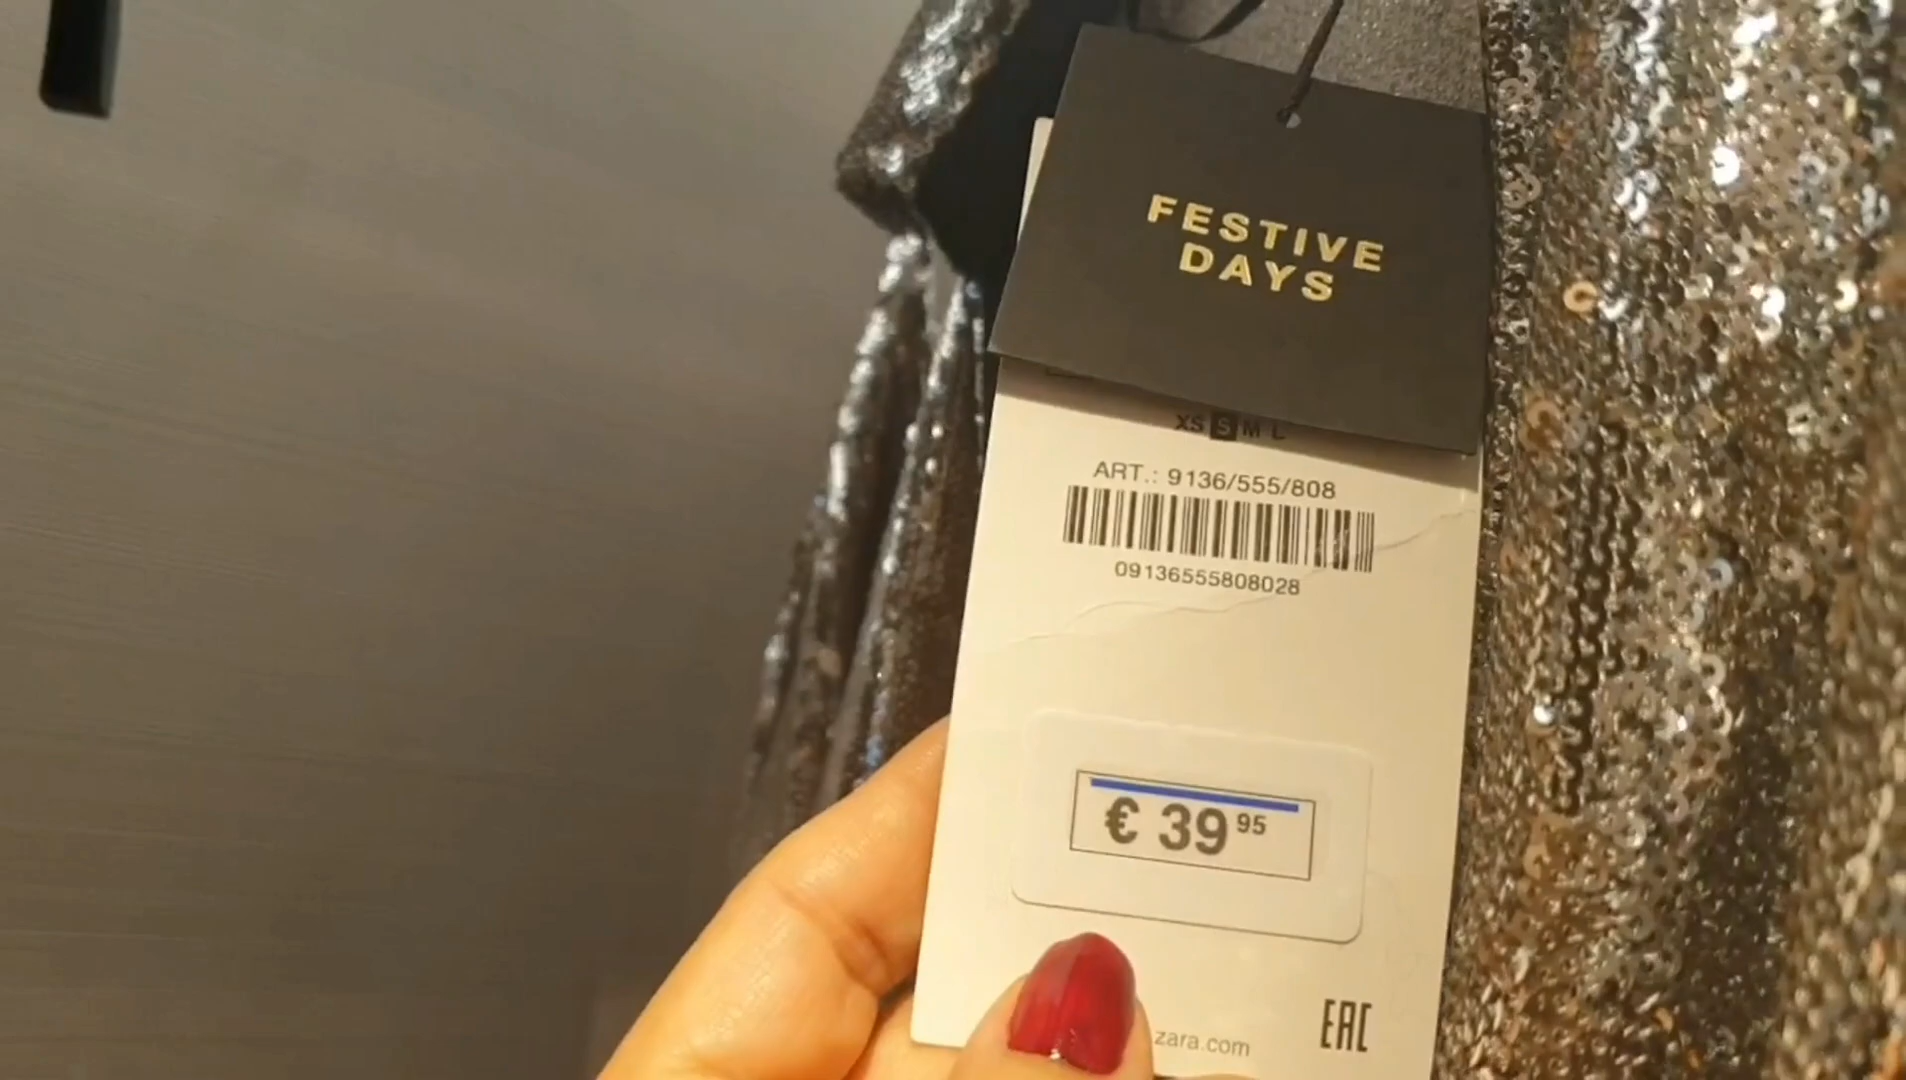 FESTIVE
DAYS
XS S M L
ART.: 9136/555/808
09136555808028
€ 39 95
zara.com
EAC